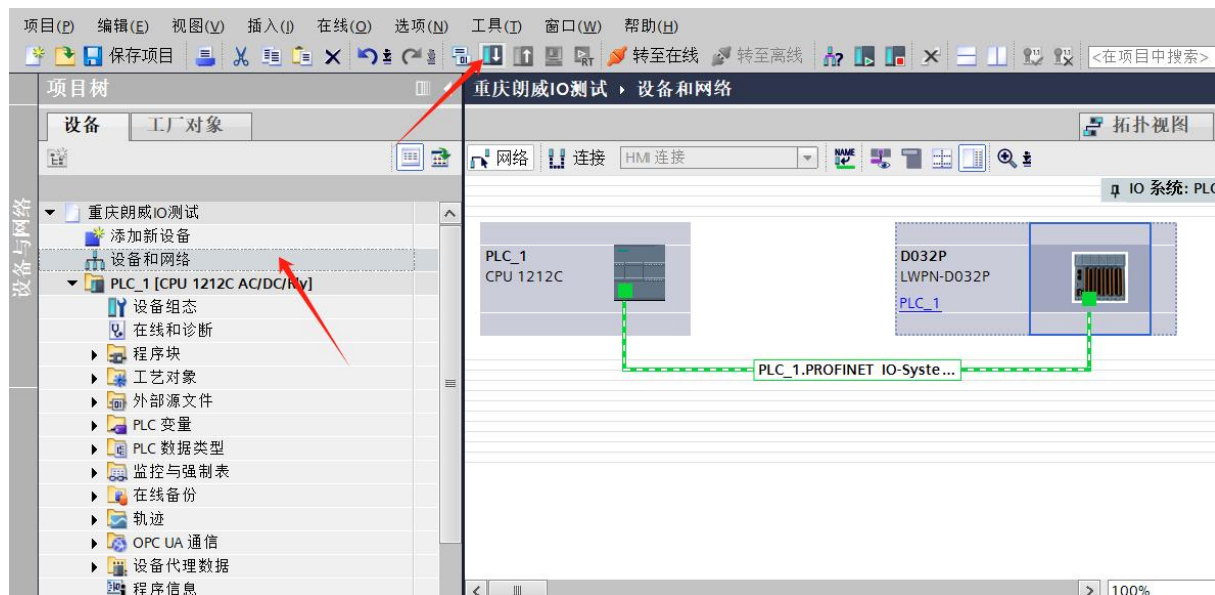 项目(P) 编辑(E) 视图(V) 插入(I) 在线(O) 选项(N) 工具(T) 窗口(W) 帮助(H)
保存项目 转至在线 转至离线 <在项目中搜索>
项目树
重庆朗威IO测试 ▸ 设备和网络
设备 工厂对象
拓扑视图
网络 连接 HMI 连接
IO 系统: PLC
设备与网络
重庆朗威IO测试
添加新设备
设备和网络
PLC_1 [CPU 1212C AC/DC/Rly]
设备组态
在线和诊断
程序块
工艺对象
外部源文件
PLC 变量
PLC 数据类型
监控与强制表
在线备份
轨迹
OPC UA 通信
设备代理数据
程序信息
PLC_1
CPU 1212C
D032P
LWPN-D032P
PLC_1
PLC_1.PROFINET IO-Syste...
100%